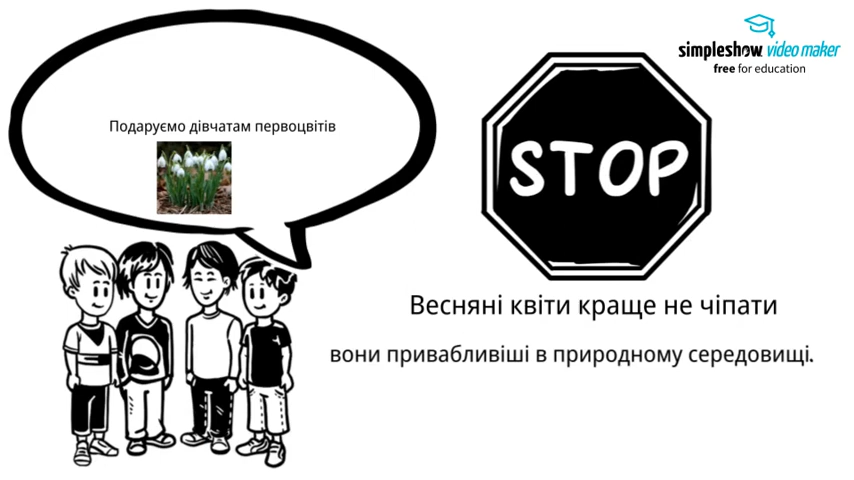 simpleshow video maker
free for education
Подаруємо дівчатам первоцвітів
STOP
Весняні квіти краще не чіпати
вони привабливіші в природному середовищі.